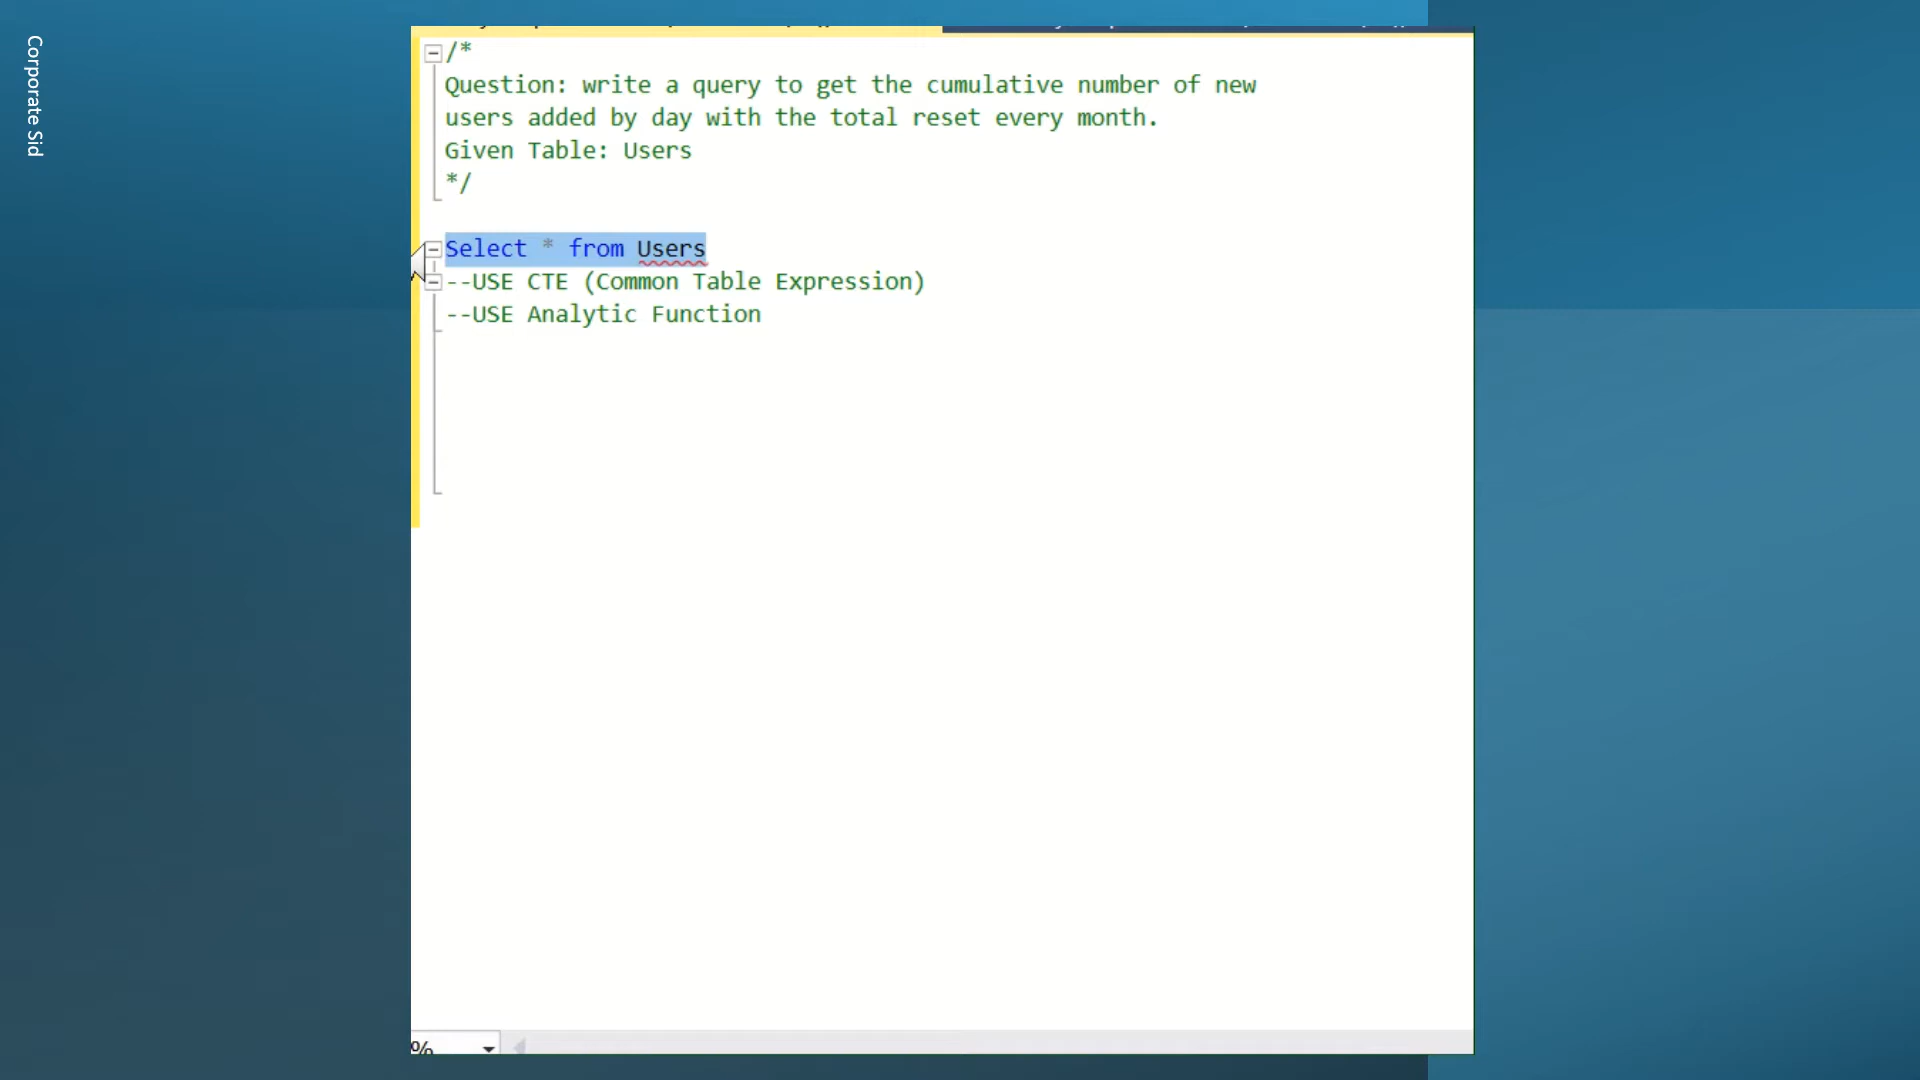 Corporate Sid
/*
Question: write a query to get the cumulative number of new
users added by day with the total reset every month.
Given Table: Users
*/
Select * from Users
--USE CTE (Common Table Expression)
--USE Analytic Function
%